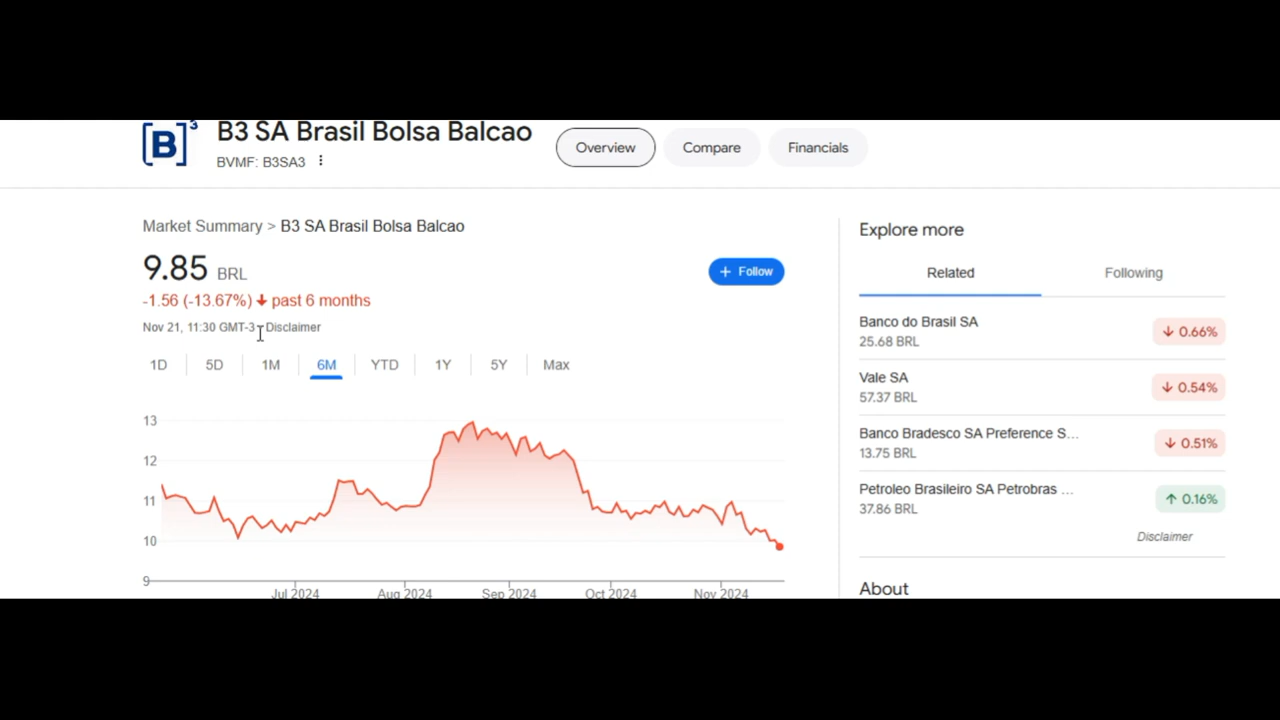 [B]³ B3 SA Brasil Bolsa Balcao
BVMF: B3SA3
Overview Compare Financials
Market Summary > B3 SA Brasil Bolsa Balcao
9.85 BRL
+ Follow
-1.56 (-13.67%) ↓ past 6 months
Nov 21, 11:30 GMT-3 · Disclaimer
1D 5D 1M 6M YTD 1Y 5Y Max
13
12
11
10
9
Jul 2024 Aug 2024 Sep 2024 Oct 2024 Nov 2024
Explore more
Related Following
Banco do Brasil SA
25.68 BRL
↓ 0.66%
Vale SA
57.37 BRL
↓ 0.54%
Banco Bradesco SA Preference S...
13.75 BRL
↓ 0.51%
Petroleo Brasileiro SA Petrobras ...
37.86 BRL
↑ 0.16%
Disclaimer
About